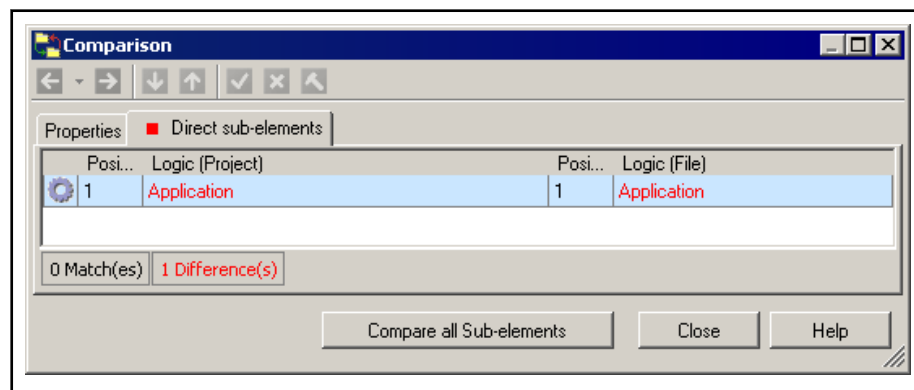 Comparison
Properties Direct sub-elements
Posi... Logic (Project) Posi... Logic (File)
1 Application 1 Application
0 Match(es) 1 Difference(s)
Compare all Sub-elements Close Help